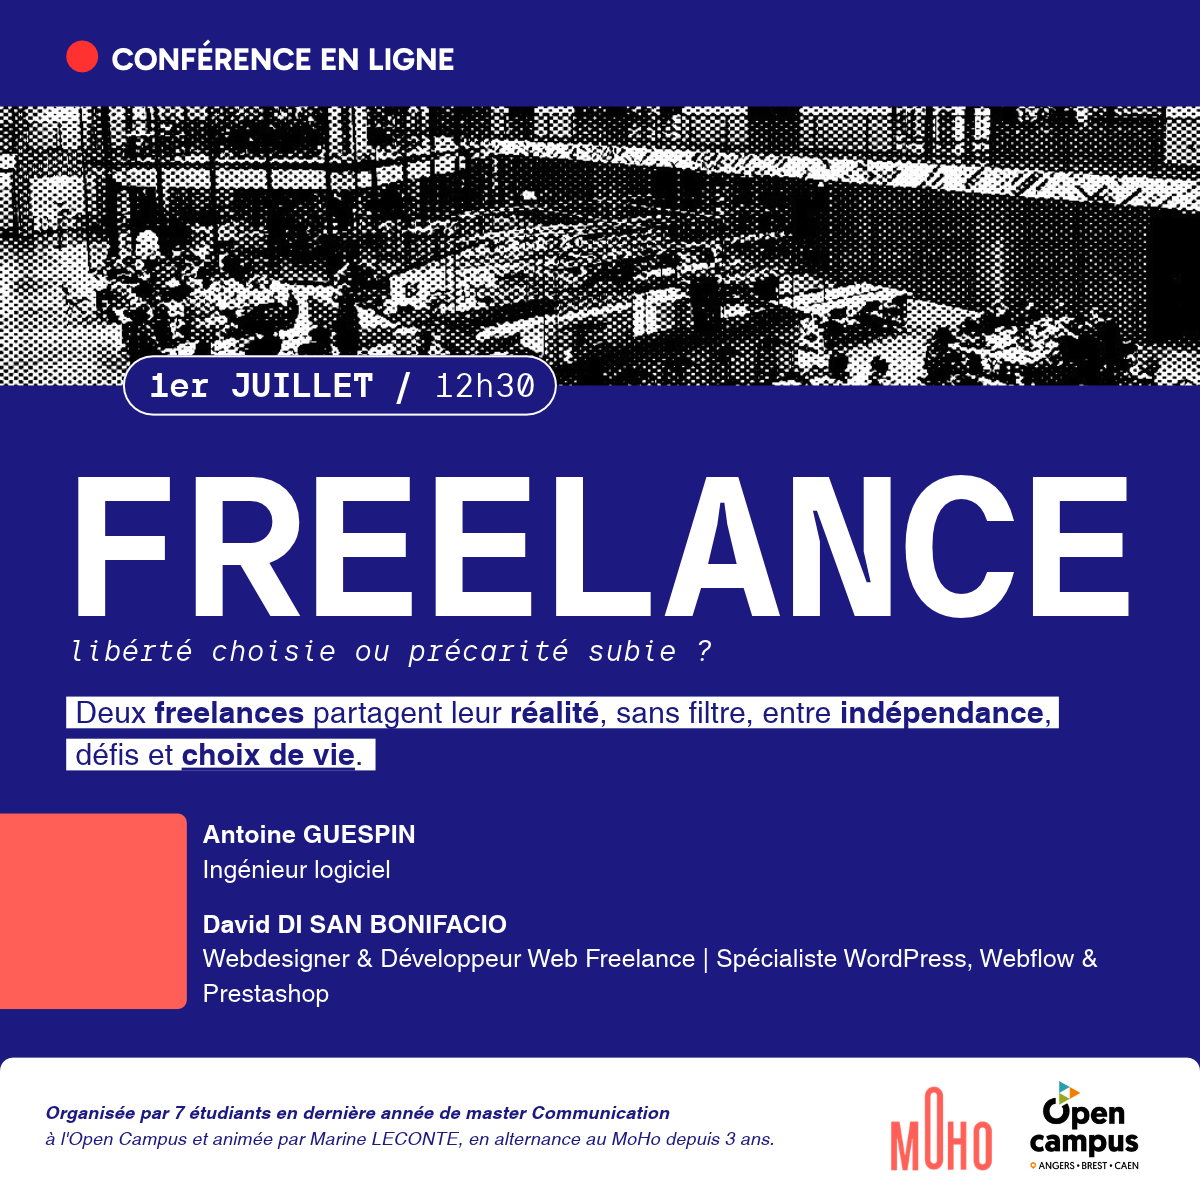 CONFÉRENCE EN LIGNE
1er JUILLET / 12h30
FREELANCE
libérté choisie ou précarité subie ?
Deux freelances partagent leur réalité, sans filtre, entre indépendance,
défis et choix de vie.
Antoine GUESPIN
Ingénieur logiciel
David DI SAN BONIFACIO
Webdesigner & Développeur Web Freelance | Spécialiste WordPress, Webflow &
Prestashop
Organisée par 7 étudiants en dernière année de master Communication
à l'Open Campus et animée par Marine LECONTE, en alternance au MoHo depuis 3 ans.
MOHO
Open
campus
ANGERS • BREST • CAEN